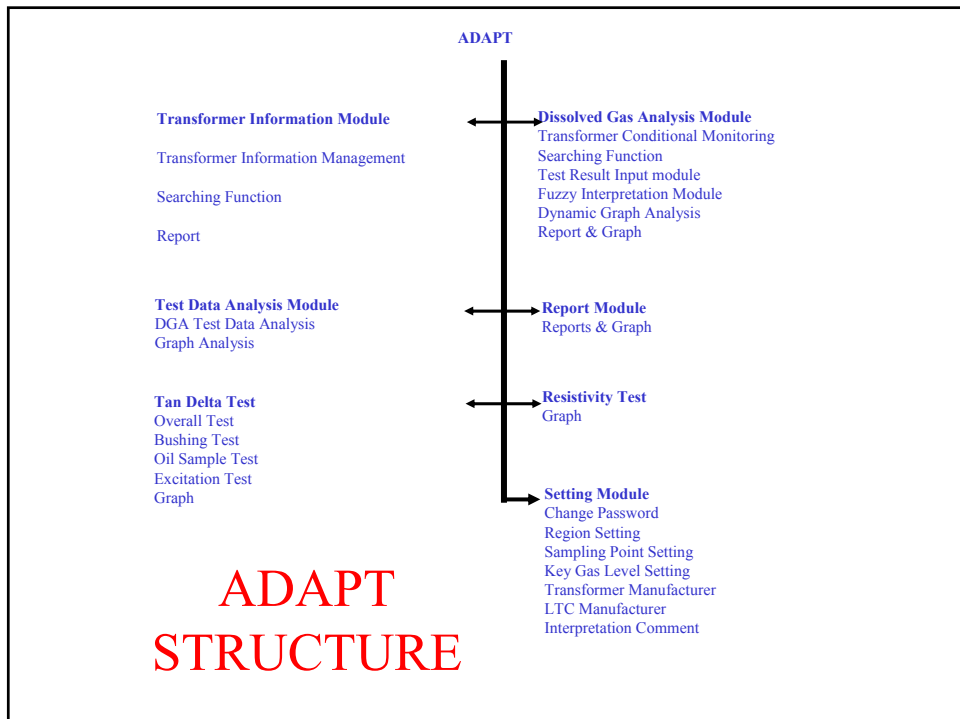 ADAPT
Transformer Information Module
Transformer Information Management
Searching Function
Report
Dissolved Gas Analysis Module
Transformer Conditional Monitoring
Searching Function
Test Result Input module
Fuzzy Interpretation Module
Dynamic Graph Analysis
Report & Graph
Test Data Analysis Module
DGA Test Data Analysis
Graph Analysis
Report Module
Reports & Graph
Tan Delta Test
Overall Test
Bushing Test
Oil Sample Test
Excitation Test
Graph
Resistivity Test
Graph
Setting Module
Change Password
Region Setting
Sampling Point Setting
Key Gas Level Setting
Transformer Manufacturer
LTC Manufacturer
Interpretation Comment
ADAPT
STRUCTURE